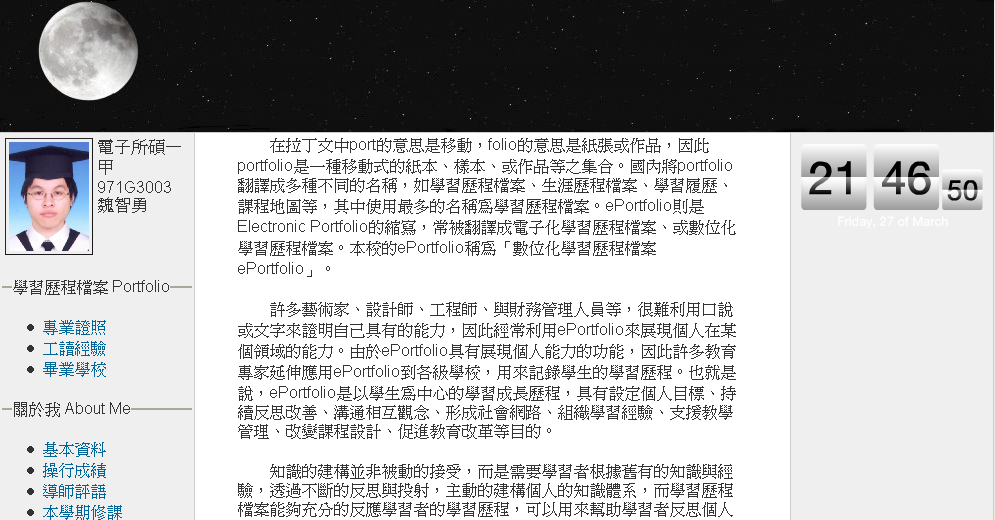 電子所碩一
甲
971G3003
魏智勇
學習歷程檔案 Portfolio
專業證照
工讀經驗
畢業學校
關於我 About Me
基本資料
操行成績
導師評語
本學期修課
在拉丁文中port的意思是移動，folio的意思是紙張或作品，因此
portfolio是一種移動式的紙本、樣本、或作品等之集合。國內將portfolio
翻譯成多種不同的名稱，如學習歷程檔案、生涯歷程檔案、學習履歷、
課程地圖等，其中使用最多的名稱為學習歷程檔案。ePortfolio則是
Electronic Portfolio的縮寫，常被翻譯成電子化學習歷程檔案、或數位化
學習歷程檔案。本校的ePortfolio稱為「數位化學習歷程檔案
ePortfolio」。
許多藝術家、設計師、工程師、與財務管理人員等，很難利用口說
或文字來證明自己具有的能力，因此經常利用ePortfolio來展現個人在某
個領域的能力。由於ePortfolio具有展現個人能力的功能，因此許多教育
專家延伸應用ePortfolio到各級學校，用來記錄學生的學習歷程。也就是
說，ePortfolio是以學生為中心的學習成長歷程，具有設定個人目標、持
續反思改善、溝通相互觀念、形成社會網路、組織學習經驗、支援教學
管理、改變課程設計、促進教育改革等目的。
知識的建構並非被動的接受，而是需要學習者根據舊有的知識與經
驗，透過不斷的反思與投射，主動的建構個人的知識體系，而學習歷程
檔案能夠充分的反應學習者的學習歷程，可以用來幫助學習者反思個人
21 46 50
Friday, 27 of March